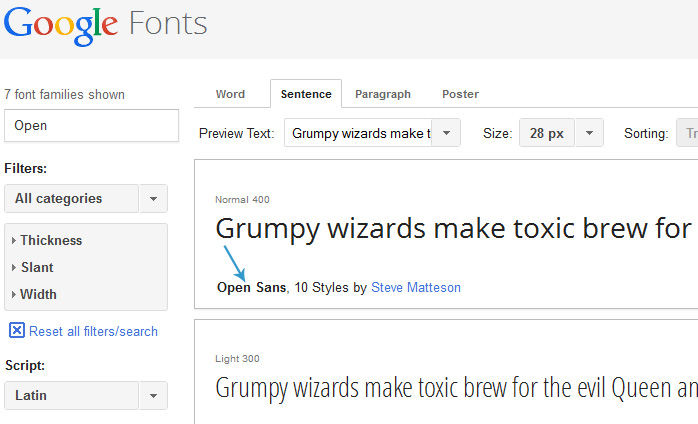 Google Fonts
7 font families shown
Open
Filters:
All categories
Thickness
Slant
Width
Reset all filters/search
Script:
Latin
Word Sentence Paragraph Poster
Preview Text: Grumpy wizards make t Size: 28 px Sorting: Tr
Normal 400
Grumpy wizards make toxic brew for
Open Sans, 10 Styles by Steve Matteson
Light 300
Grumpy wizards make toxic brew for the evil Queen an